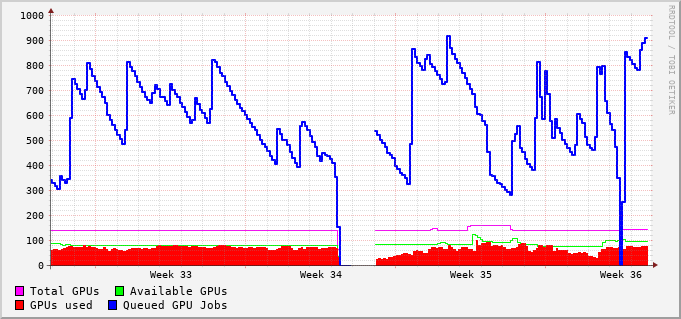 1000
900
800
700
600
500
400
300
200
100
0
Week 33 Week 34 Week 35 Week 36
Total GPUs Available GPUs
GPUs used Queued GPU Jobs
RRDTOOL / TOBI OETIKER